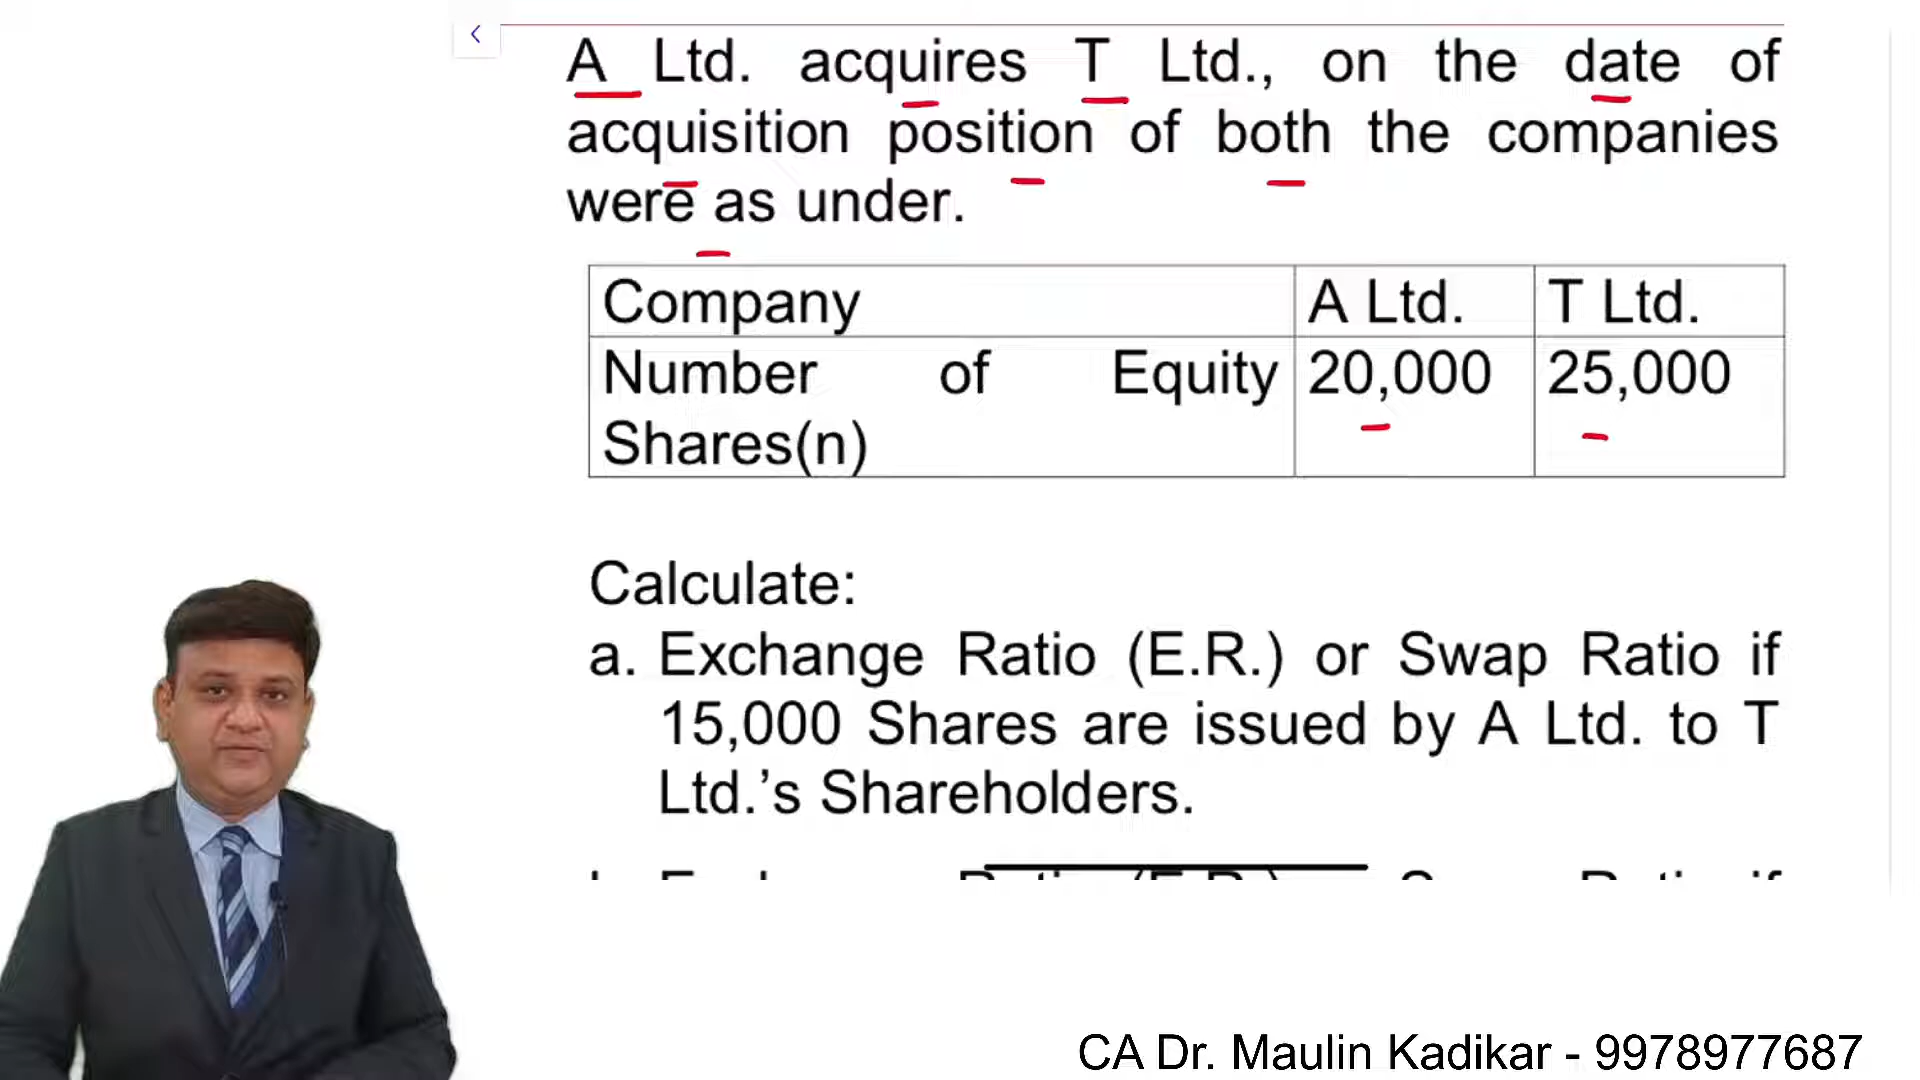 A Ltd. acquires T Ltd., on the date of
acquisition position of both the companies
were as under.
Company A Ltd. T Ltd.
Number of Equity 20,000 25,000
Shares(n)
Calculate:
a. Exchange Ratio (E.R.) or Swap Ratio if
15,000 Shares are issued by A Ltd. to T
Ltd.’s Shareholders.
CA Dr. Maulin Kadikar - 9978977687